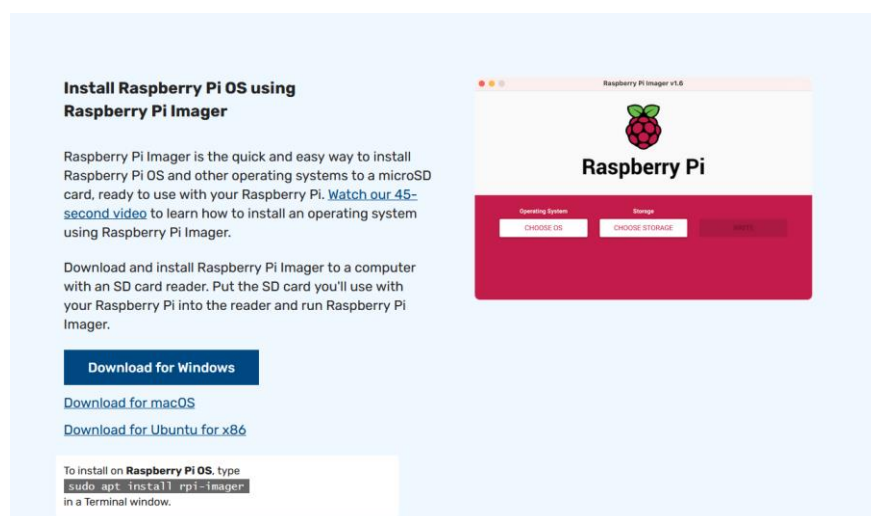 Install Raspberry Pi OS using
Raspberry Pi Imager
Raspberry Pi Imager is the quick and easy way to install
Raspberry Pi OS and other operating systems to a microSD
card, ready to use with your Raspberry Pi. Watch our 45-
second video to learn how to install an operating system
using Raspberry Pi Imager.
Download and install Raspberry Pi Imager to a computer
with an SD card reader. Put the SD card you'll use with
your Raspberry Pi into the reader and run Raspberry Pi
Imager.
Download for Windows
Download for macOS
Download for Ubuntu for x86
To install on Raspberry Pi OS, type
sudo apt install rpi-imager
in a Terminal window.
Raspberry Pi Imager v1.6
Raspberry Pi
Operating System Storage
CHOOSE OS CHOOSE STORAGE WRITE